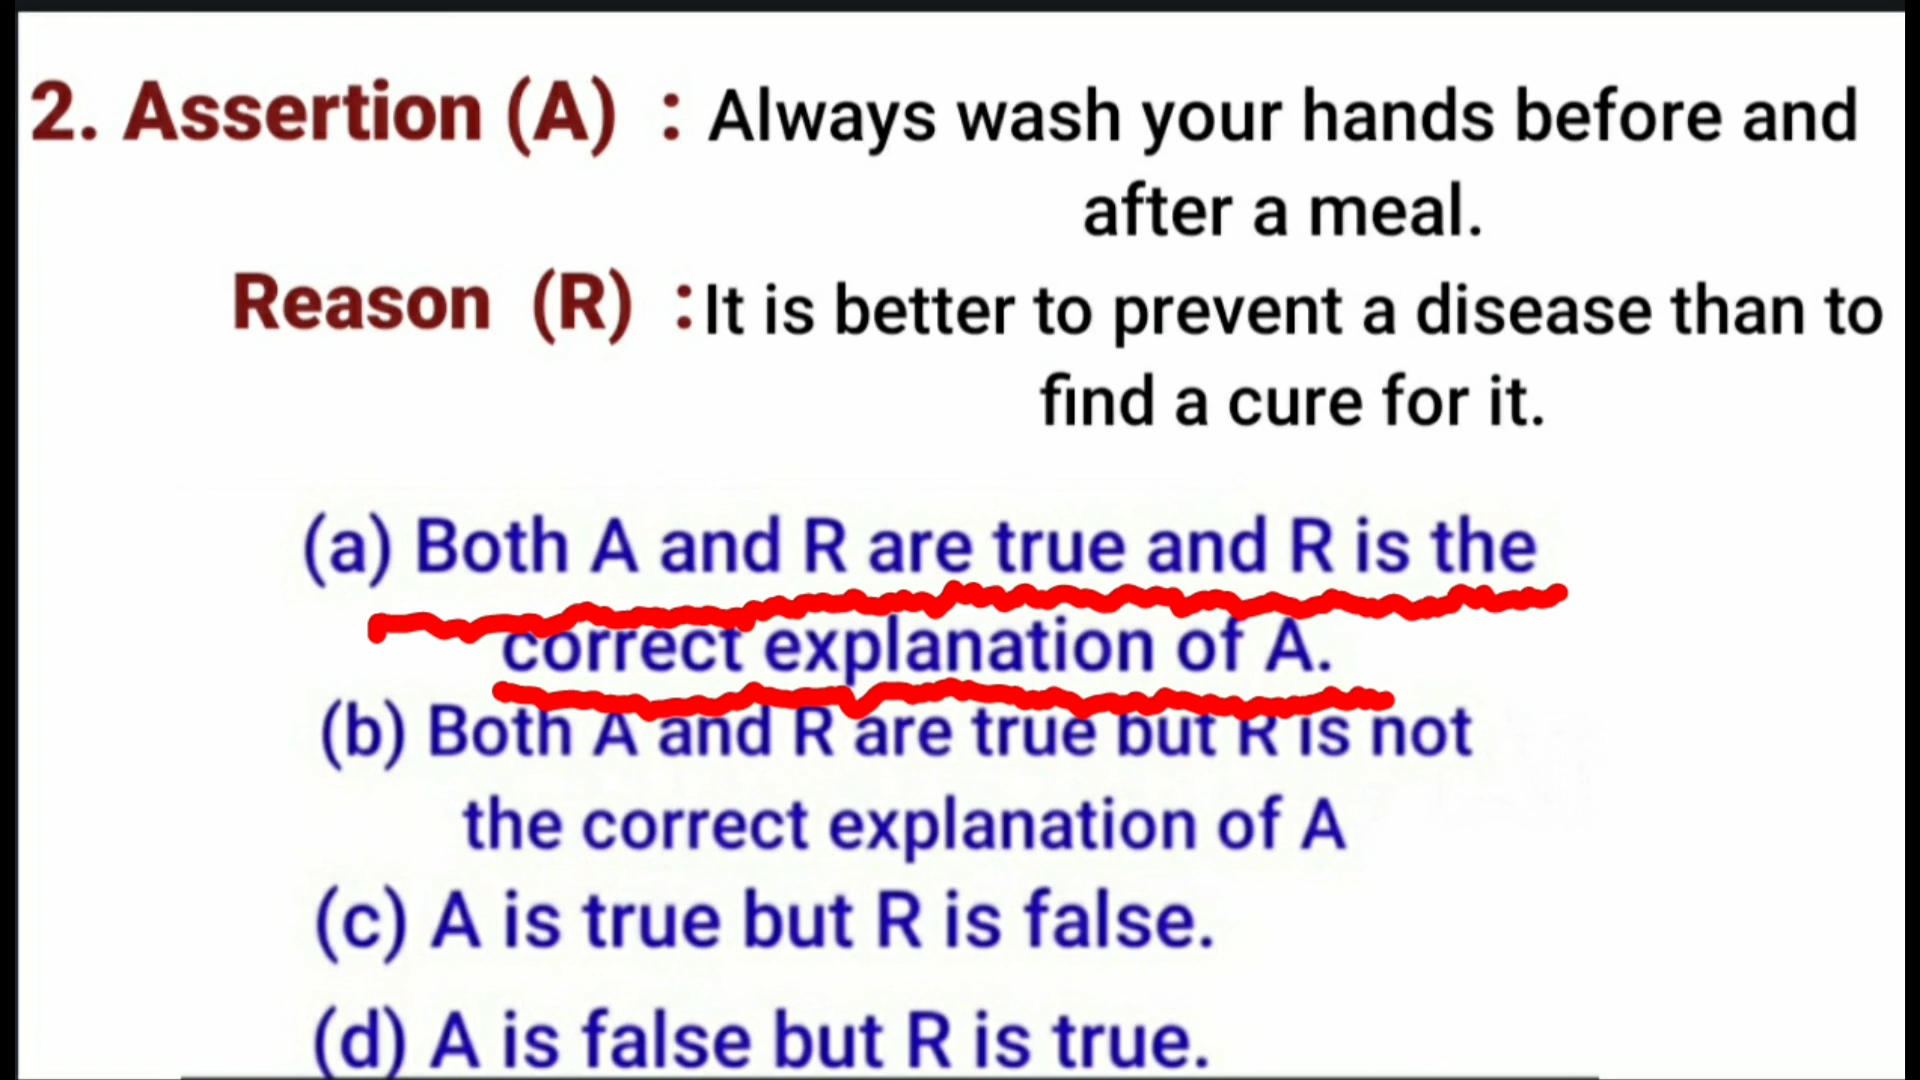 2. Assertion (A) : Always wash your hands before and
after a meal.
Reason (R) : It is better to prevent a disease than to
find a cure for it.
(a) Both A and R are true and R is the
correct explanation of A.
(b) Both A and R are true but R is not
the correct explanation of A
(c) A is true but R is false.
(d) A is false but R is true.